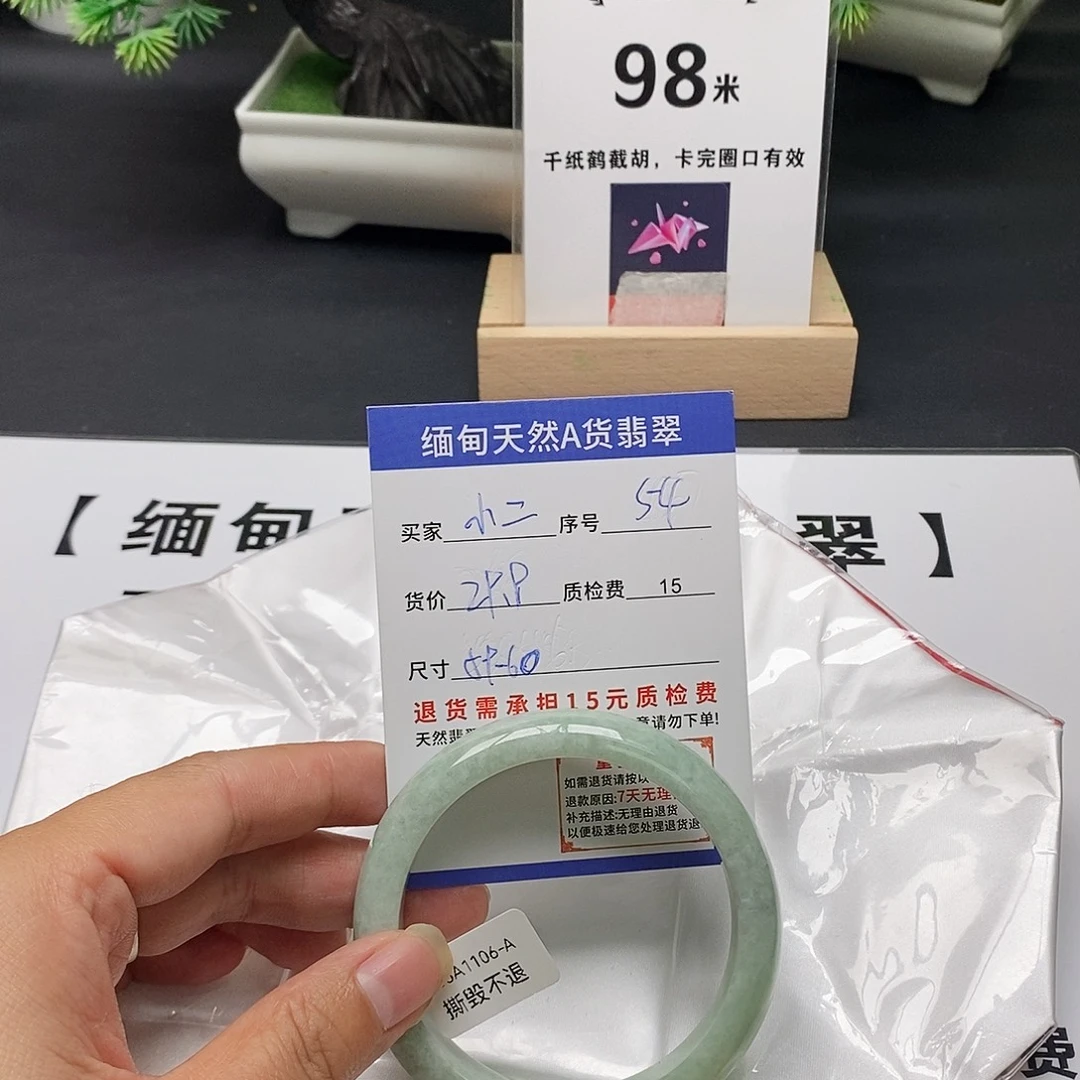 98米
千纸鹤截胡，卡完圈口有效
缅甸天然A货翡翠
【 缅甸
翠 】
买家 小二 序号 54
货价 质检费 15
尺寸 -60
退货需承担15元质检费
天然翡 意请勿下单!
如需退货请按以
退款原因:7天无理
补充描述:无理由退货
以便极速给您处理退货退
A1106-A
撕毁不退
费